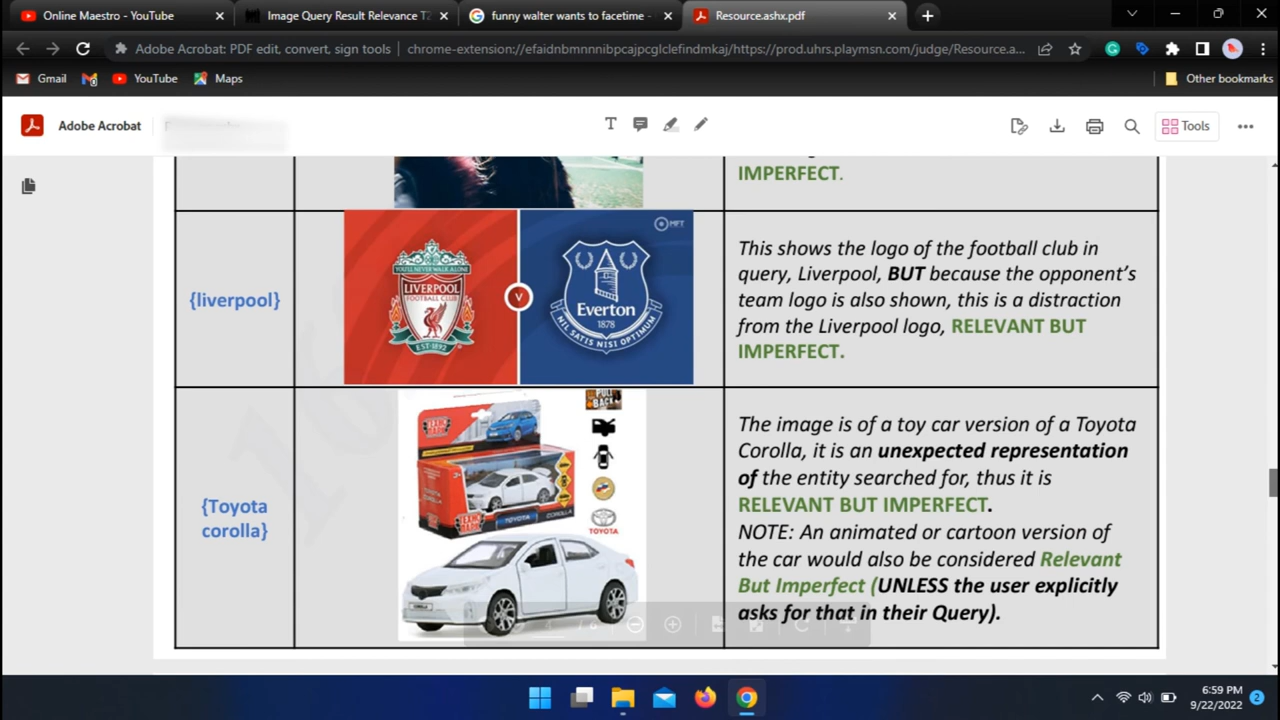 Online Maestro - YouTube
Image Query Result Relevance T2
funny walter wants to facetime -
Resource.ashx.pdf
Adobe Acrobat: PDF edit, convert, sign tools
chrome-extension://efaidnbmnnnibpcajpcglclefindmkaj/https://prod.uhrs.playmsn.com/judge/Resource.a...
Gmail
YouTube
Maps
Other bookmarks
Adobe Acrobat
Tools
IMPERFECT.
{liverpool}
YOU'LL NEVER WALK ALONE
LIVERPOOL
FOOTBALL CLUB
EST·1892
V
MFT
Everton
1878
NIL SATIS NISI OPTIMUM
This shows the logo of the football club in
query, Liverpool, BUT because the opponent's
team logo is also shown, this is a distraction
from the Liverpool logo, RELEVANT BUT
IMPERFECT.
{Toyota
corolla}
PULL
BACK
TOYOTA
COROLLA
TOYOTA
COROLLA
The image is of a toy car version of a Toyota
Corolla, it is an unexpected representation
of the entity searched for, thus it is
RELEVANT BUT IMPERFECT.
NOTE: An animated or cartoon version of
the car would also be considered Relevant
But Imperfect (UNLESS the user explicitly
asks for that in their Query).
6:59 PM
9/22/2022
2